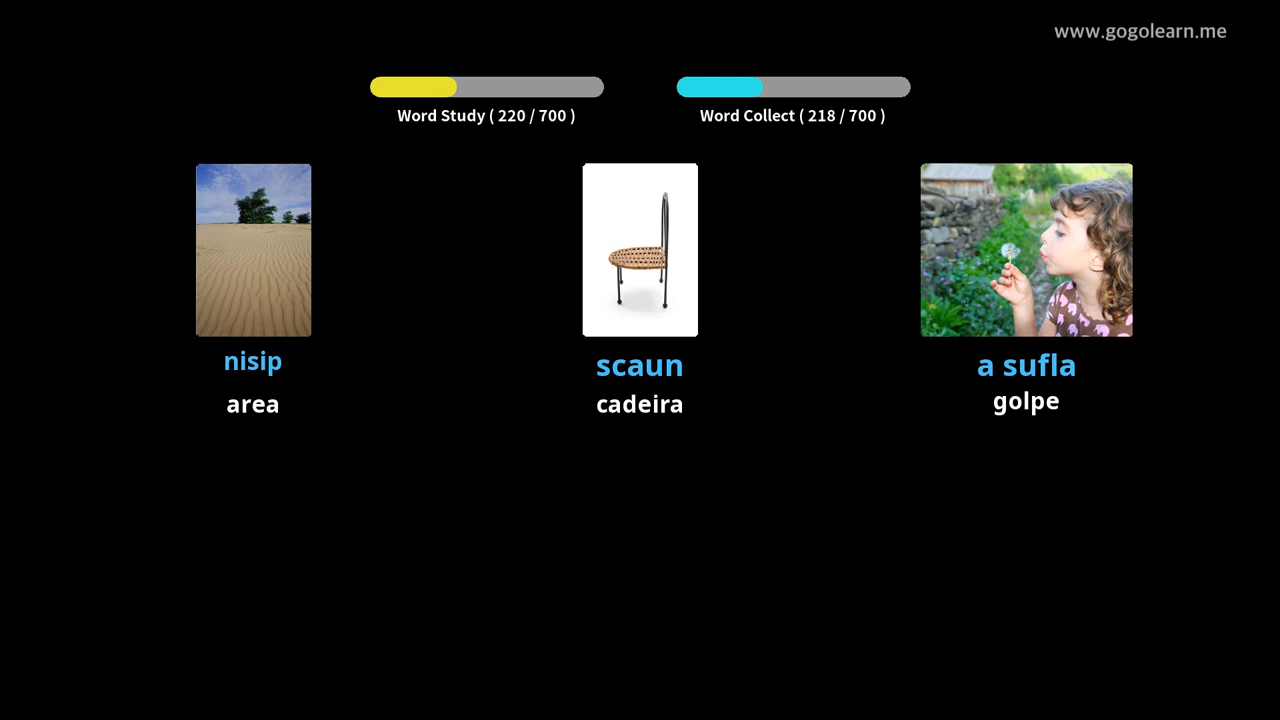 www.gogolearn.me
Word Study ( 220 / 700 )
Word Collect ( 218 / 700 )
nisip
area
scaun
cadeira
a sufla
golpe